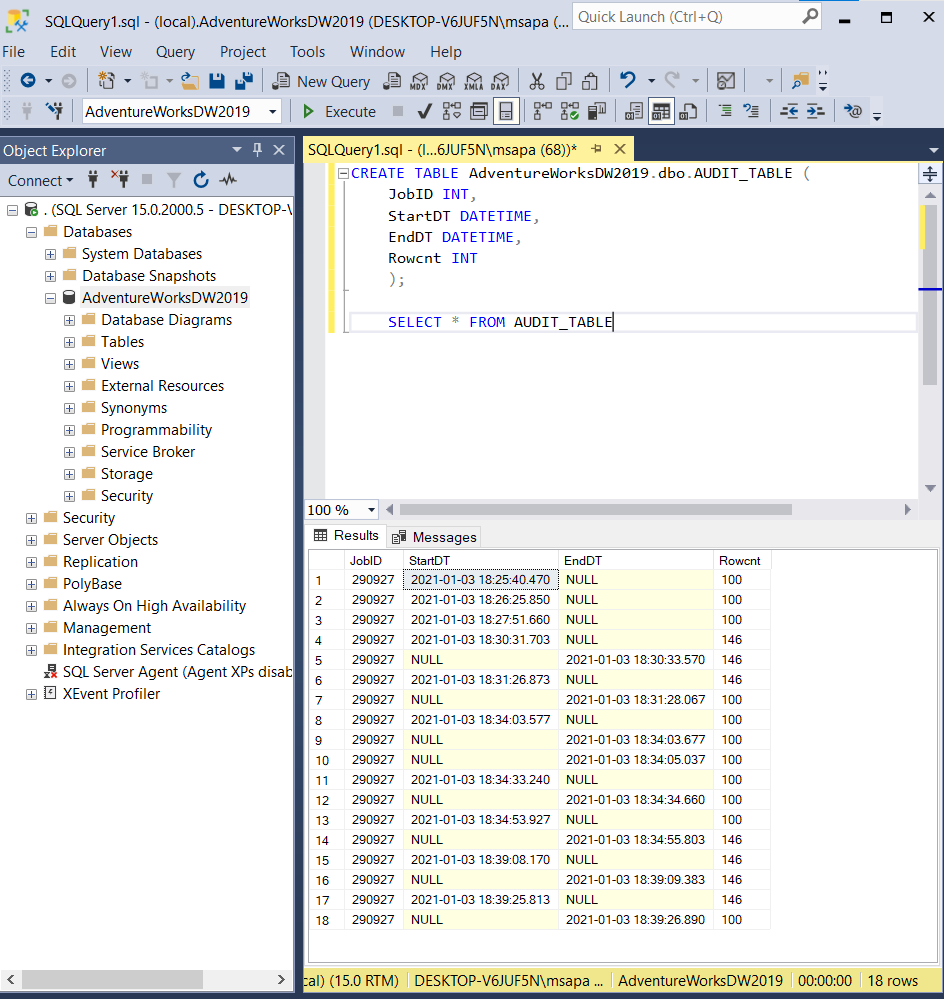 SQLQuery1.sql - (local).AdventureWorksDW2019 (DESKTOP-V6JUF5N\msapa (...
Quick Launch (Ctrl+Q)
File Edit View Query Project Tools Window Help
New Query MDX DMX XMLA DAX
AdventureWorksDW2019 Execute
Object Explorer
Connect
. (SQL Server 15.0.2000.5 - DESKTOP-V
Databases
System Databases
Database Snapshots
AdventureWorksDW2019
Database Diagrams
Tables
Views
External Resources
Synonyms
Programmability
Service Broker
Storage
Security
Security
Server Objects
Replication
PolyBase
Always On High Availability
Management
Integration Services Catalogs
SQL Server Agent (Agent XPs disab
XEvent Profiler
SQLQuery1.sql - (l...6JUF5N\msapa (68))*
CREATE TABLE AdventureWorksDW2019.dbo.AUDIT_TABLE (
JobID INT,
StartDT DATETIME,
EndDT DATETIME,
Rowcnt INT
);
SELECT * FROM AUDIT_TABLE
100 %
Results Messages
JobID StartDT EndDT Rowcnt
1 290927 2021-01-03 18:25:40.470 NULL 100
2 290927 2021-01-03 18:26:25.850 NULL 100
3 290927 2021-01-03 18:27:51.660 NULL 100
4 290927 2021-01-03 18:30:31.703 NULL 146
5 290927 NULL 2021-01-03 18:30:33.570 146
6 290927 2021-01-03 18:31:26.873 NULL 146
7 290927 NULL 2021-01-03 18:31:28.067 100
8 290927 2021-01-03 18:34:03.577 NULL 100
9 290927 NULL 2021-01-03 18:34:03.677 100
10 290927 NULL 2021-01-03 18:34:05.037 100
11 290927 2021-01-03 18:34:33.240 NULL 100
12 290927 NULL 2021-01-03 18:34:34.660 100
13 290927 2021-01-03 18:34:53.927 NULL 100
14 290927 NULL 2021-01-03 18:34:55.803 146
15 290927 2021-01-03 18:39:08.170 NULL 146
16 290927 NULL 2021-01-03 18:39:09.383 146
17 290927 2021-01-03 18:39:25.813 NULL 146
18 290927 NULL 2021-01-03 18:39:26.890 100
cal) (15.0 RTM) DESKTOP-V6JUF5N\msapa ... AdventureWorksDW2019 00:00:00 18 rows